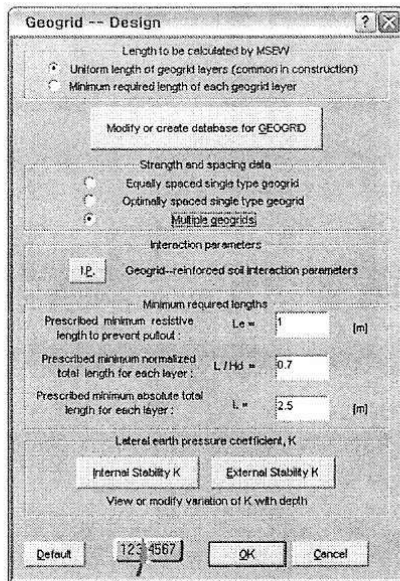 Geogrid -- Design
Length to be calculated by MSEW
Uniform length of geogrid layers (common in construction)
Minimum required length of each geogrid layer
Modify or create database for GEOGRID
Strength and spacing data
Equally spaced single type geogrid
Optimally spaced single type geogrid
Multiple geogrids
Interaction parameters
I.P. Geogrid--reinforced soil interaction parameters
Minimum required lengths
Prescribed minimum resistive length to prevent pullout : Le = 1 [m]
Prescribed minimum normalized total length for each layer : L / Hd = 0.7
Prescribed minimum absolute total length for each layer : L = 2.5 [m]
Lateral earth pressure coefficient, K
Internal Stability K External Stability K
View or modify variation of K with depth
Default 1234567 OK Cancel